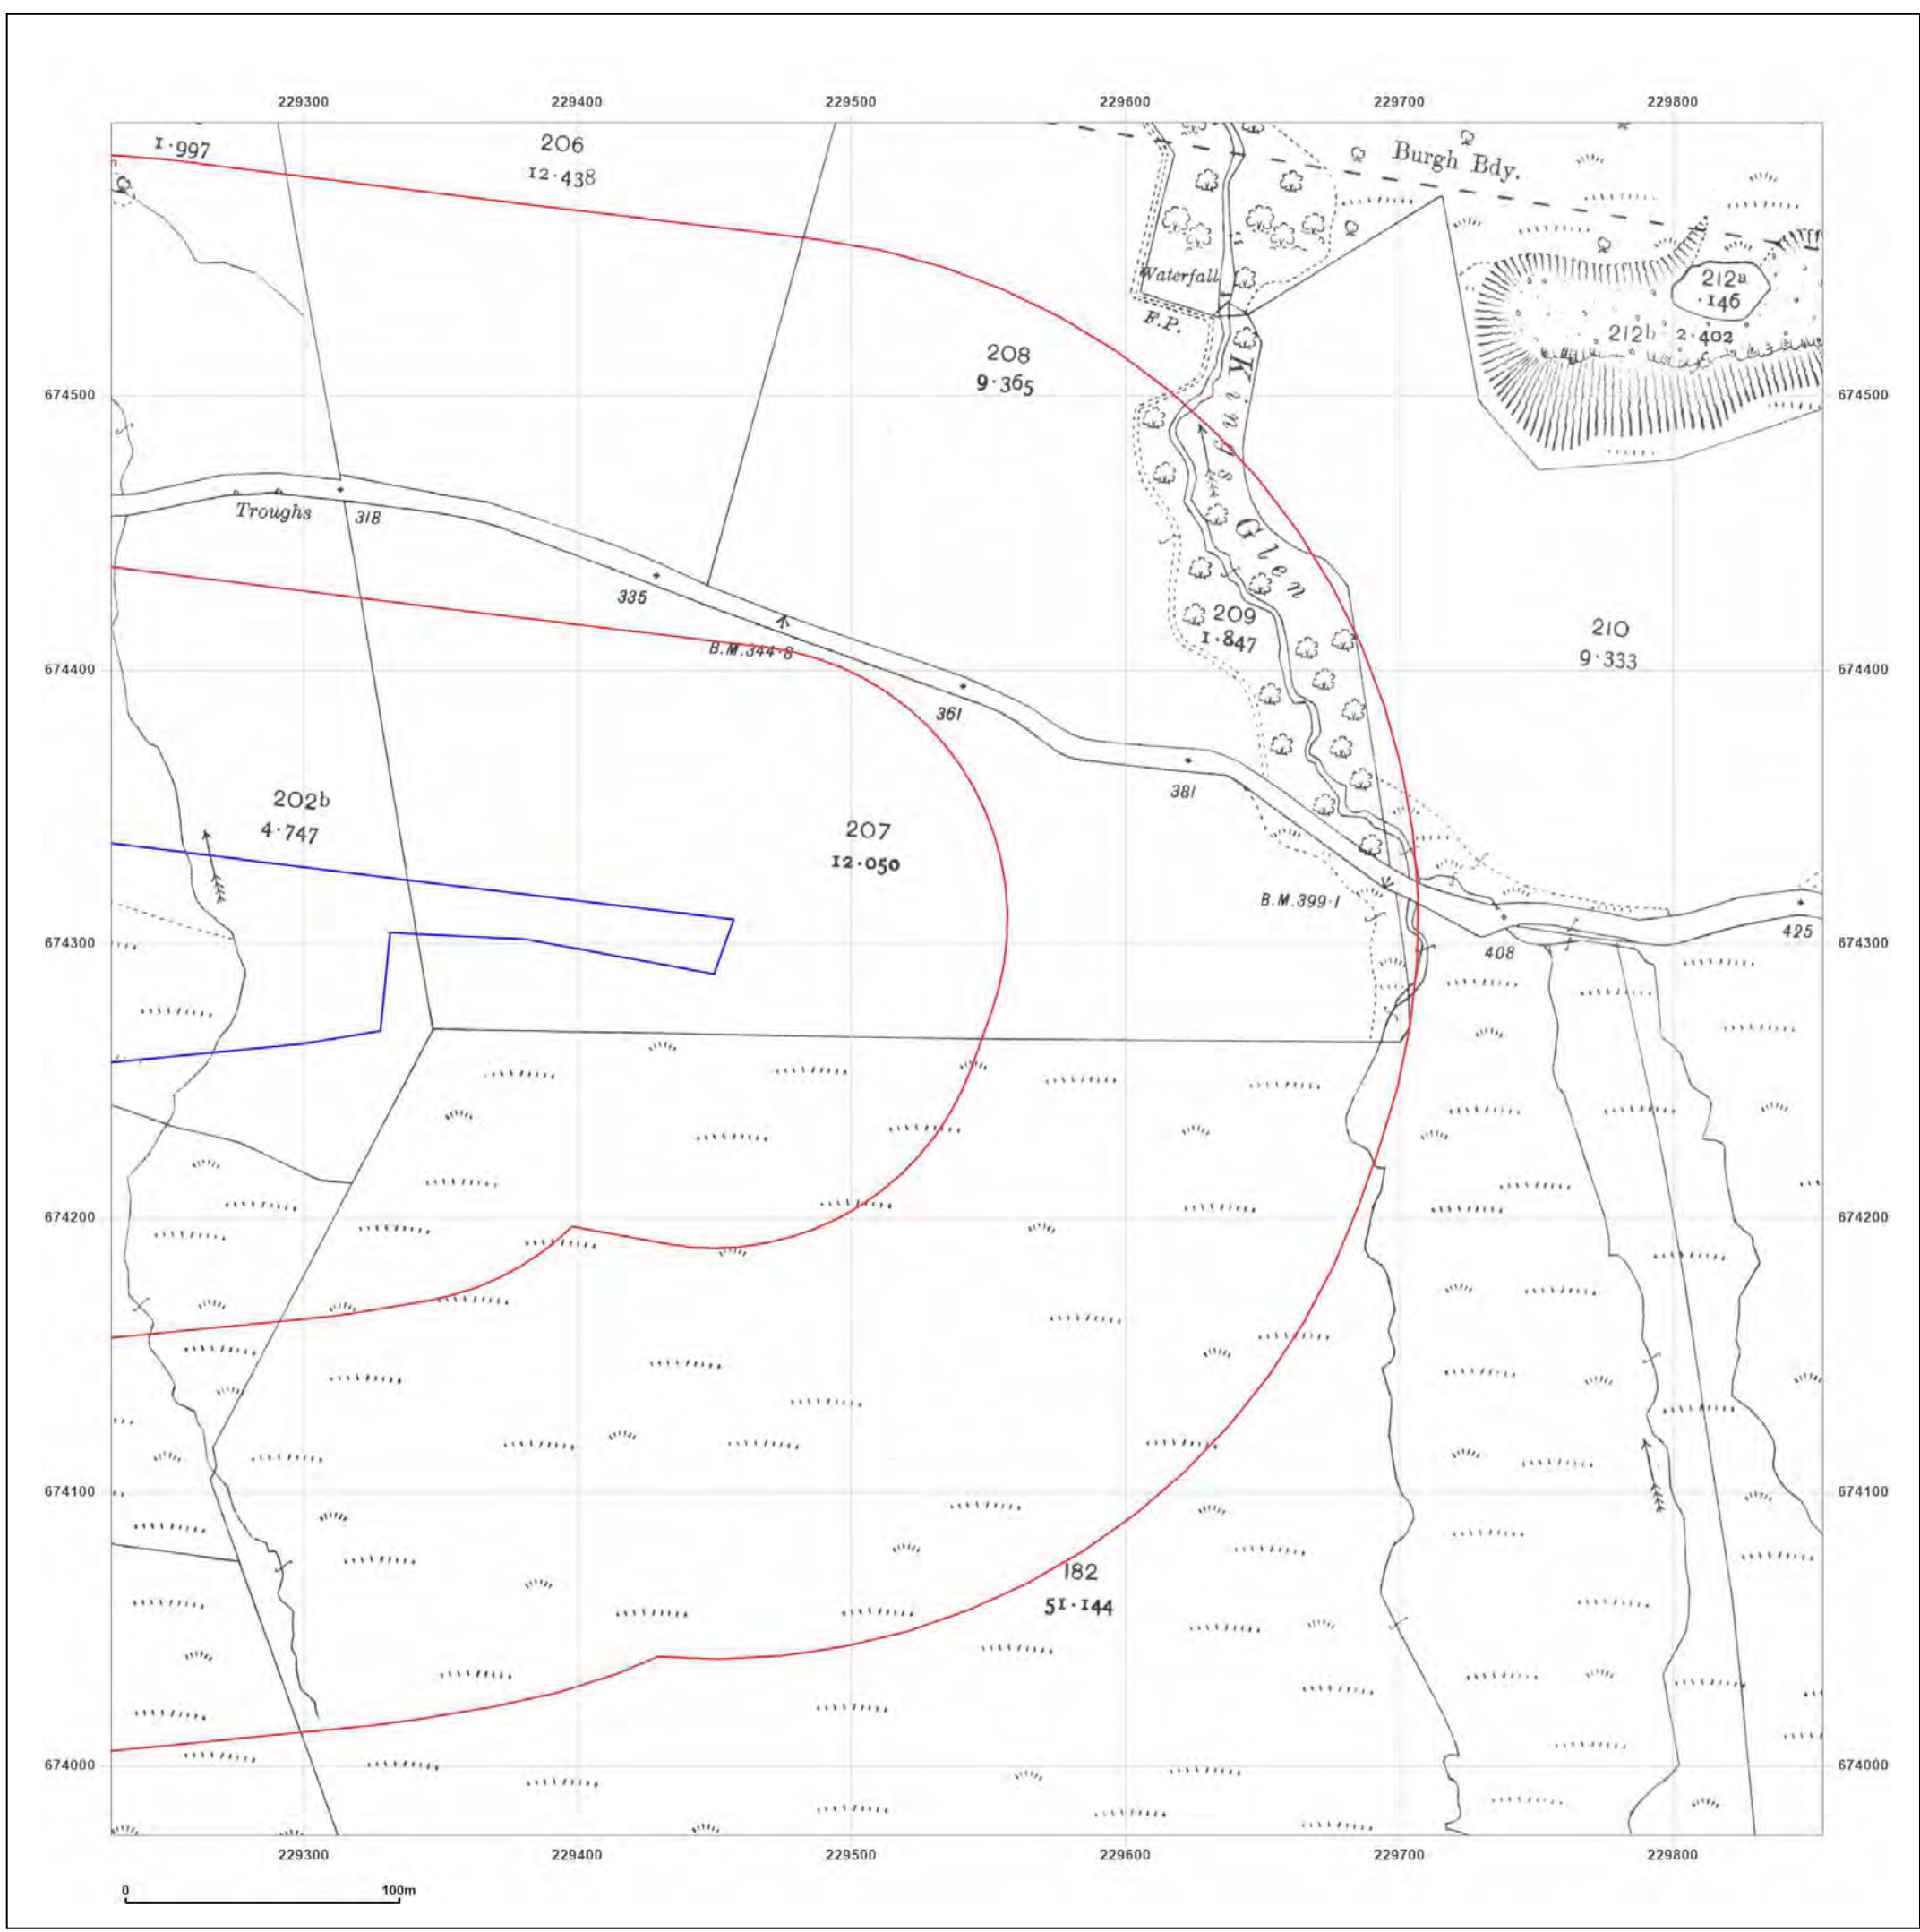 229300 229400 229500 229600 229700 229800
1·997
206
12·438
Burgh Bdy.
Waterfall
F.P.
212a
·146
212b 2·402
208
9·365
674500 674500
Kings Glen
Troughs
318
335
209
1·847
210
9·333
B.M.344·8
674400 674400
361
381
202b
4·747
207
12·050
B.M.399·1
425
674300 674300
408
674200 674200
674100 674100
182
51·144
674000 674000
229300 229400 229500 229600 229700 229800
0 100m